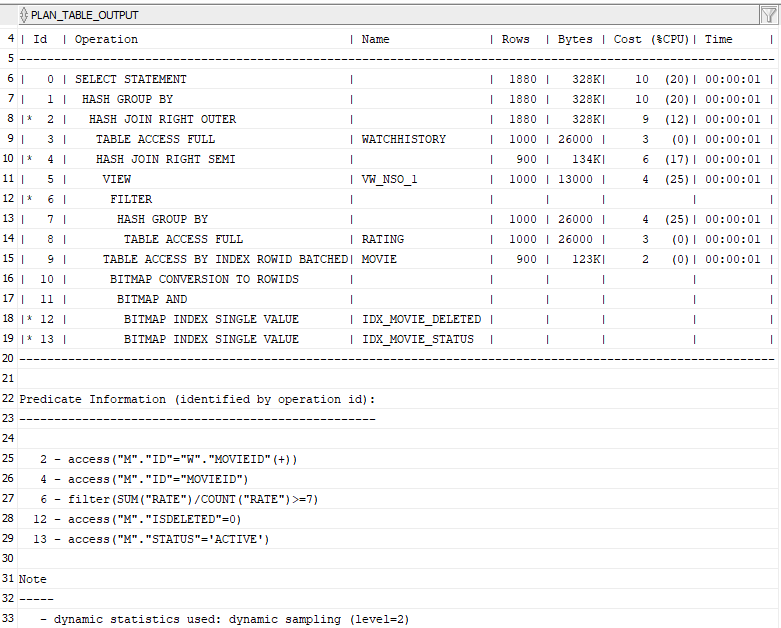 PLAN_TABLE_OUTPUT
4 | Id  | Operation                              | Name              | Rows  | Bytes | Cost (%CPU)| Time     |
5 -------------------------------------------------------------------------------------------------------------
6 |   0 | SELECT STATEMENT                       |                   |  1880 |   328K|    10  (20)| 00:00:01 |
7 |   1 |  HASH GROUP BY                         |                   |  1880 |   328K|    10  (20)| 00:00:01 |
8 |*  2 |   HASH JOIN RIGHT OUTER                |                   |  1880 |   328K|     9  (12)| 00:00:01 |
9 |   3 |    TABLE ACCESS FULL                   | WATCHHISTORY      |  1000 | 26000 |     3   (0)| 00:00:01 |
10 |*  4 |    HASH JOIN RIGHT SEMI                |                   |   900 |   134K|     6  (17)| 00:00:01 |
11 |   5 |     VIEW                               | VW_NSO_1          |  1000 | 13000 |     4  (25)| 00:00:01 |
12 |*  6 |      FILTER                            |                   |       |       |            |          |
13 |   7 |       HASH GROUP BY                    |                   |  1000 | 26000 |     4  (25)| 00:00:01 |
14 |   8 |        TABLE ACCESS FULL               | RATING            |  1000 | 26000 |     3   (0)| 00:00:01 |
15 |   9 |     TABLE ACCESS BY INDEX ROWID BATCHED| MOVIE             |   900 |   123K|     2   (0)| 00:00:01 |
16 |  10 |      BITMAP CONVERSION TO ROWIDS       |                   |       |       |            |          |
17 |  11 |       BITMAP AND                       |                   |       |       |            |          |
18 |* 12 |        BITMAP INDEX SINGLE VALUE       | IDX_MOVIE_DELETED |       |       |            |          |
19 |* 13 |        BITMAP INDEX SINGLE VALUE       | IDX_MOVIE_STATUS  |       |       |            |          |
20 -------------------------------------------------------------------------------------------------------------
21
22 Predicate Information (identified by operation id):
23 ---------------------------------------------------
24
25    2 - access("M"."ID"="W"."MOVIEID"(+))
26    4 - access("M"."ID"="MOVIEID")
27    6 - filter(SUM("RATE")/COUNT("RATE")>=7)
28   12 - access("M"."ISDELETED"=0)
29   13 - access("M"."STATUS"='ACTIVE')
30
31 Note
32 -----
33    - dynamic statistics used: dynamic sampling (level=2)